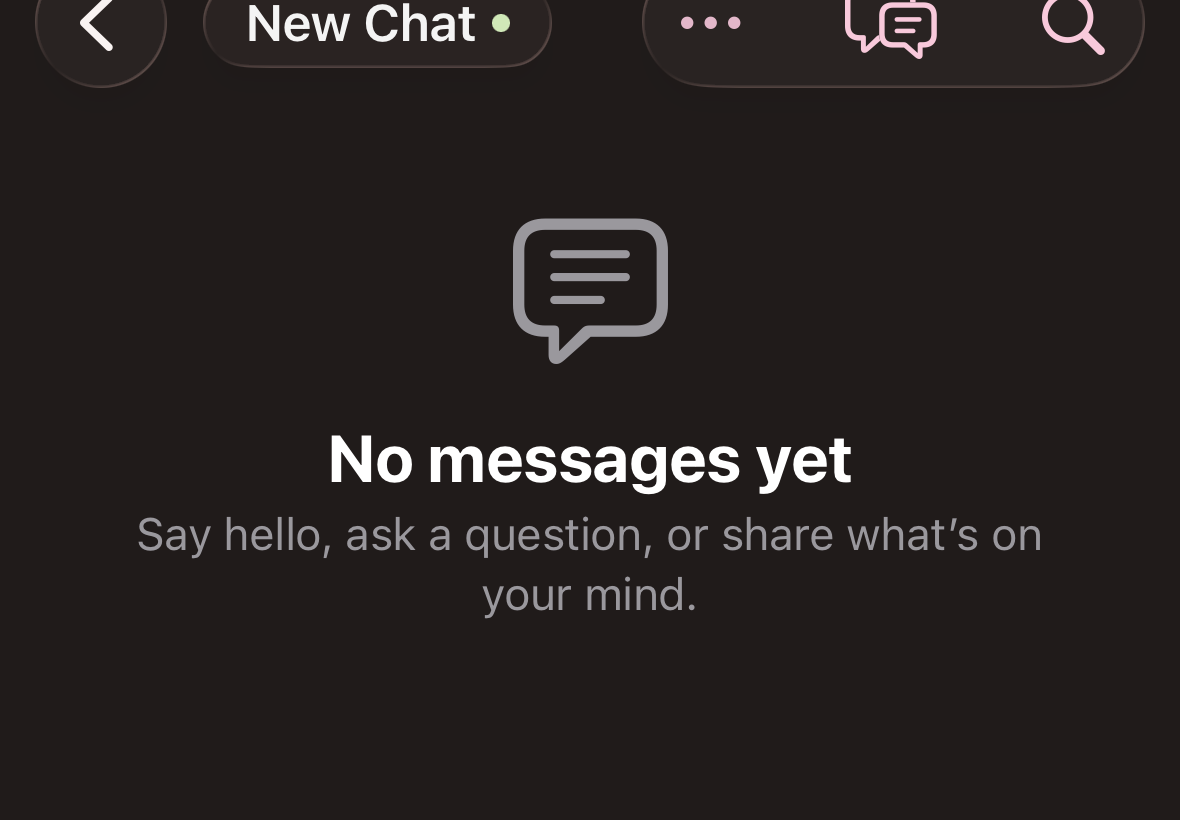 New Chat
No messages yet
Say hello, ask a question, or share what’s on
your mind.